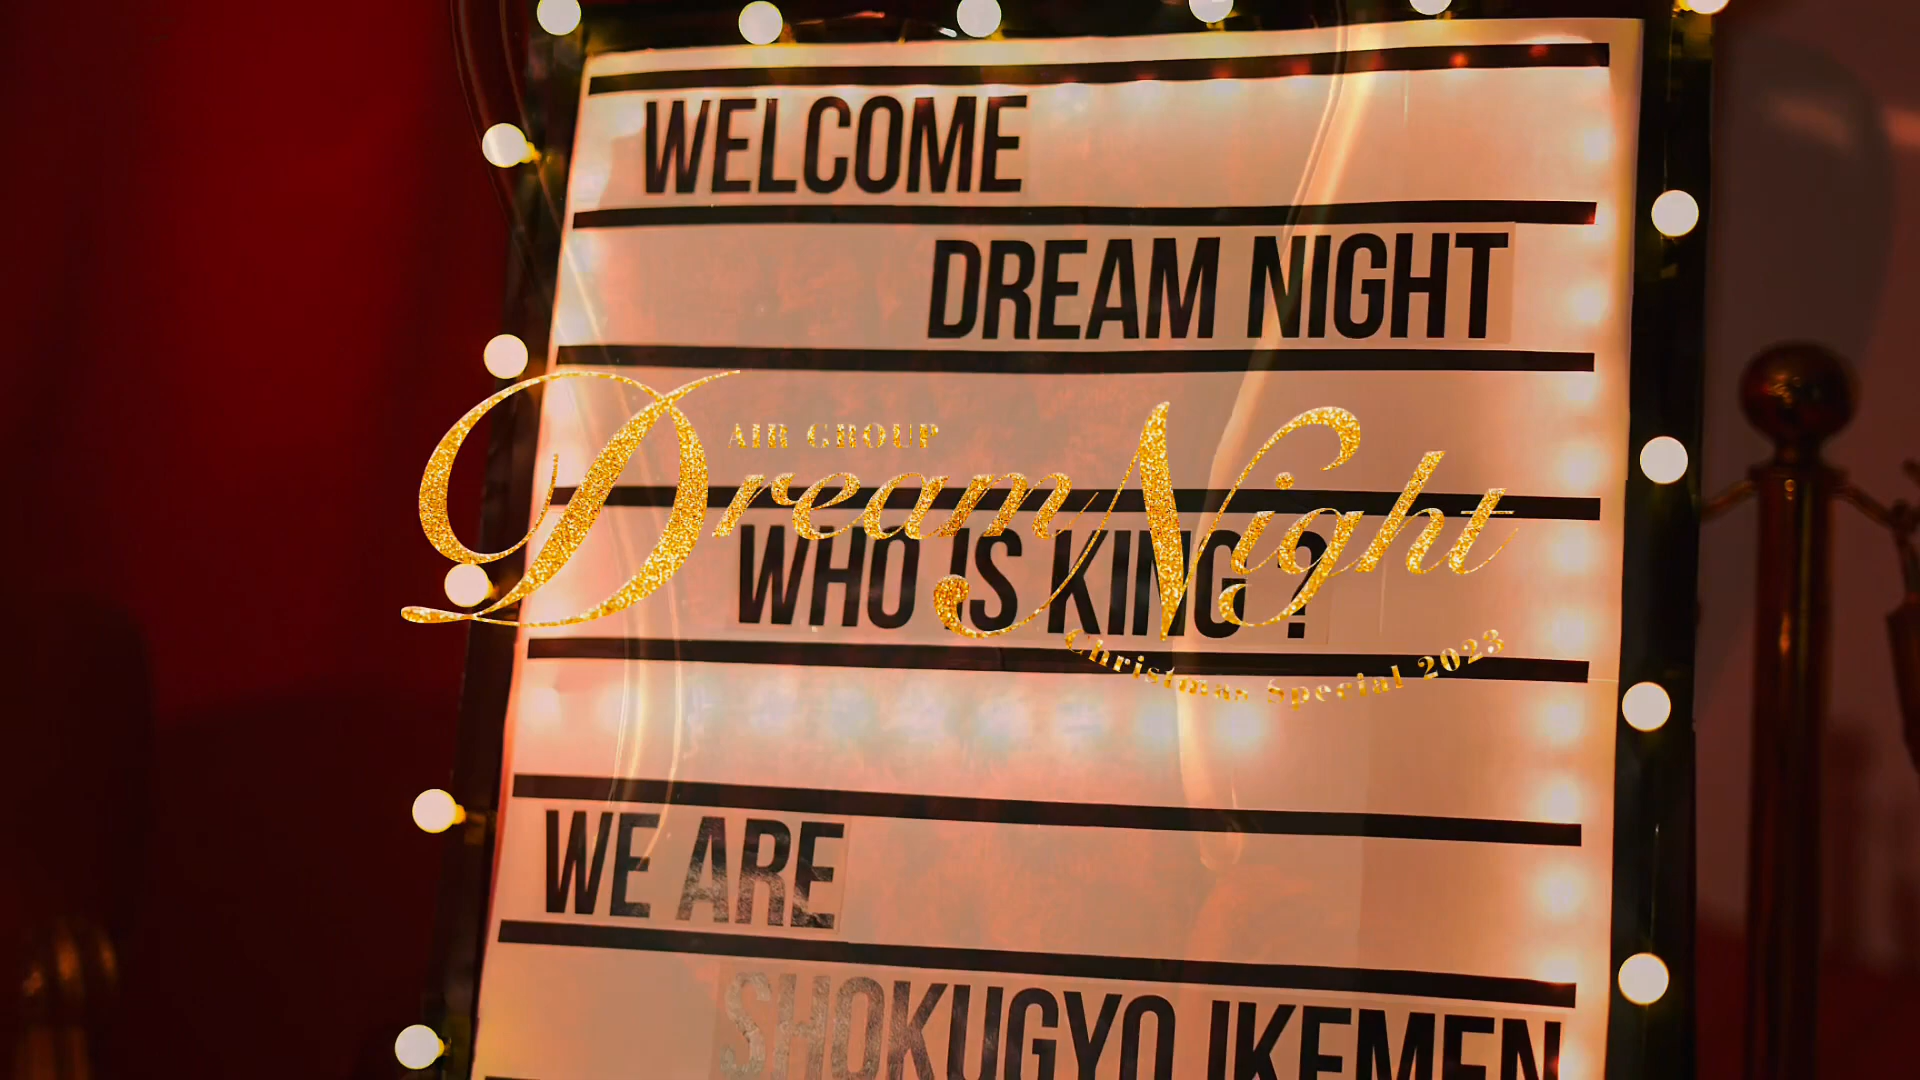 WELCOME
DREAM NIGHT
AIR GROUP
Dream Night
WHO IS KING ?
Christmas Special 2023
WE ARE
SHOKUGYO IKEMEN